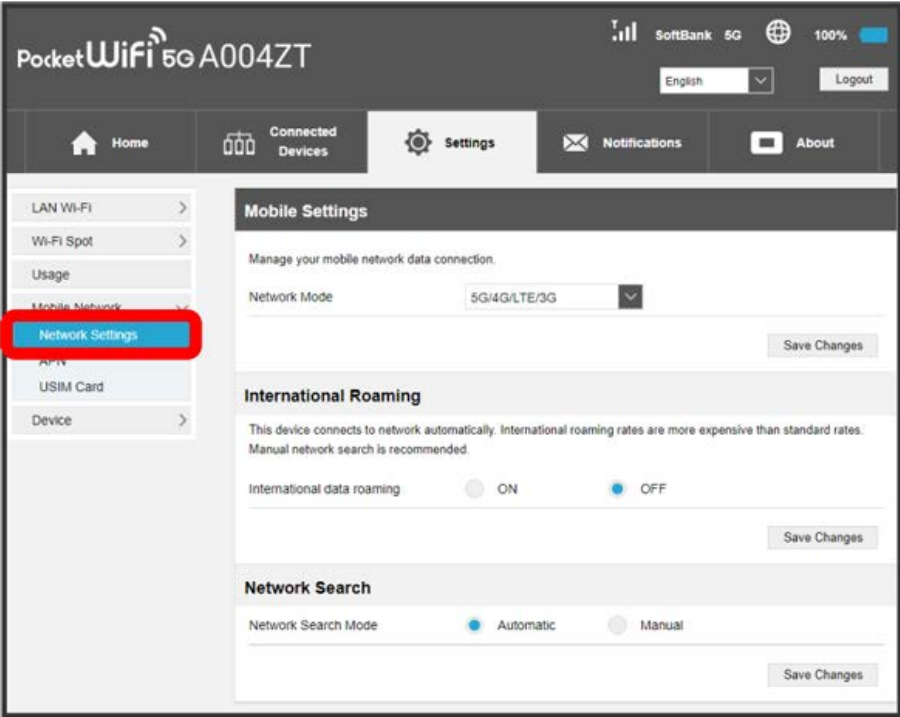 Pocket WiFi 5G A004ZT
SoftBank 5G
100%
English
Logout
Home
Connected
Devices
Settings
Notifications
About
LAN Wi-Fi
Wi-Fi Spot
Usage
Mobile Network
Network Settings
APN
USIM Card
Device
Mobile Settings
Manage your mobile network data connection.
Network Mode
5G/4G/LTE/3G
Save Changes
International Roaming
This device connects to network automatically. International roaming rates are more expensive than standard rates.
Manual network search is recommended.
International data roaming
ON
OFF
Save Changes
Network Search
Network Search Mode
Automatic
Manual
Save Changes